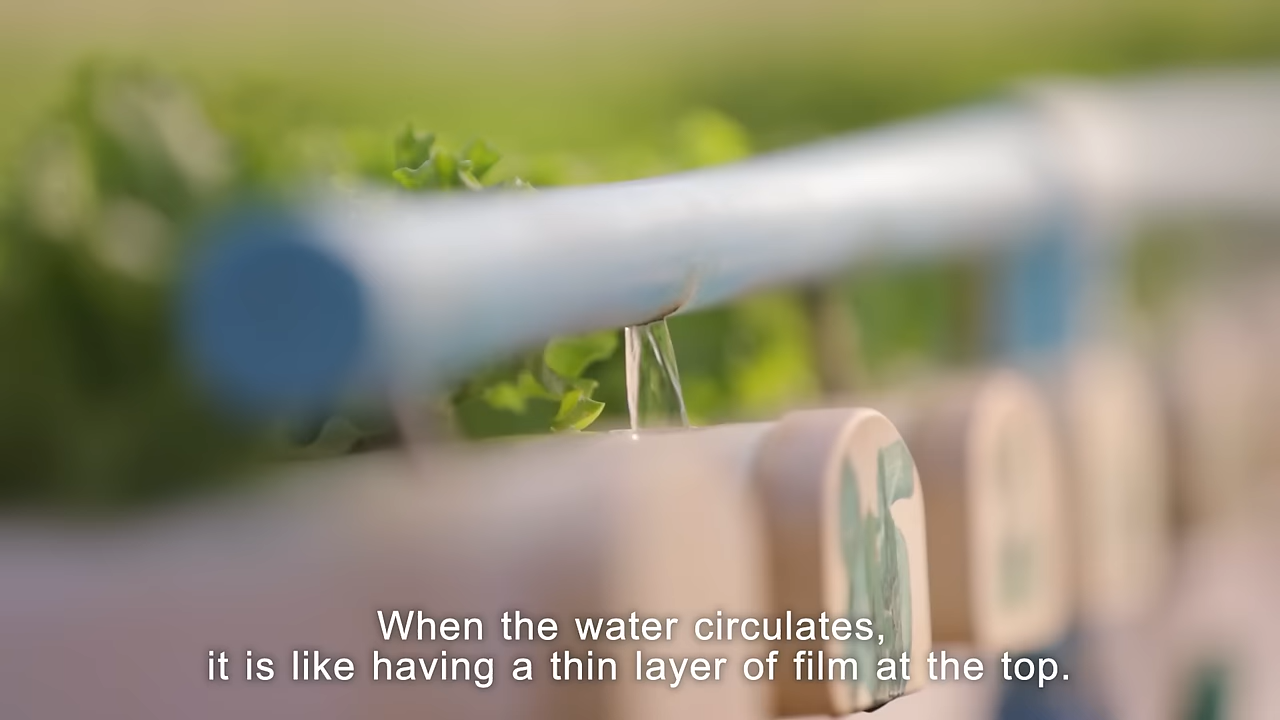 When the water circulates,
it is like having a thin layer of film at the top.